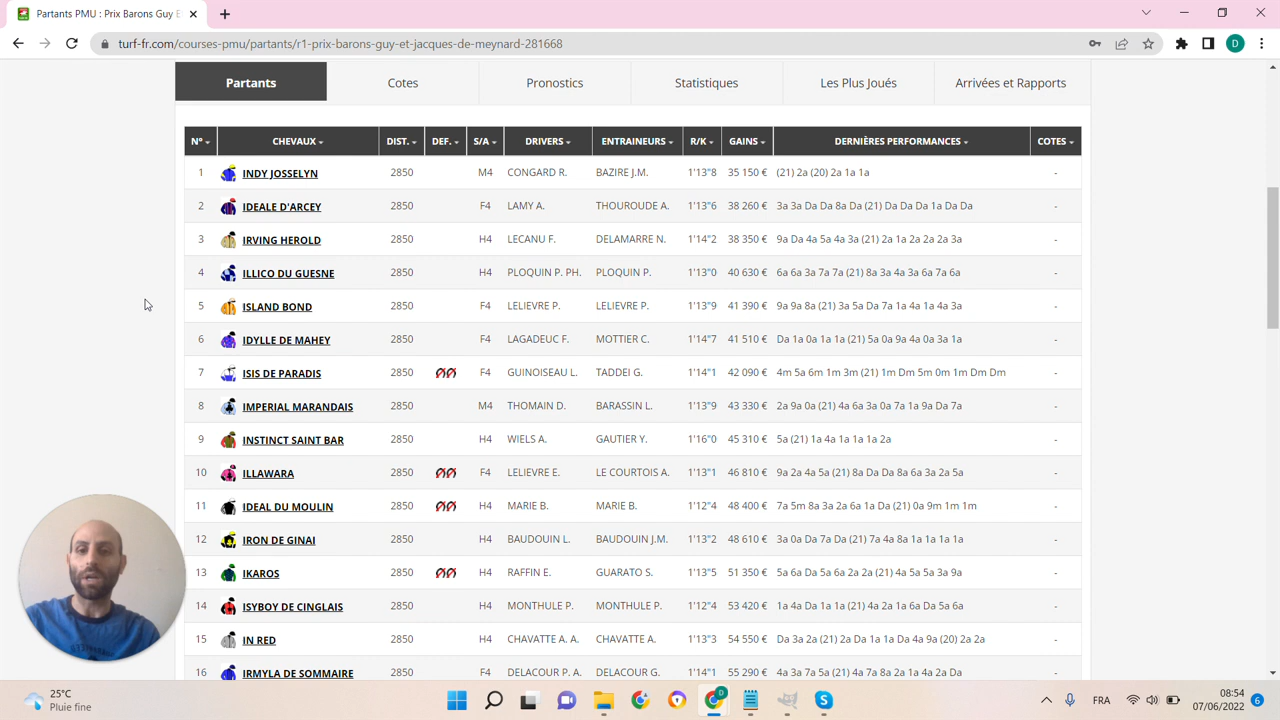 Partants PMU : Prix Barons Guy E
turf-fr.com/courses-pmu/partants/r1-prix-barons-guy-et-jacques-de-meynard-281668
D
Partants Cotes Pronostics Statistiques Les Plus Joués Arrivées et Rapports
N° CHEVAUX DIST. DEF. S/A DRIVERS ENTRAINEURS R/K GAINS DERNIÈRES PERFORMANCES COTES
1 INDY JOSSELYN 2850 M4 CONGARD R. BAZIRE J.M. 1'13"8 35 150 € (21) 2a (20) 2a 1a 1a -
2 IDEALE D'ARCEY 2850 F4 LAMY A. THOUROUDE A. 1'13"6 38 260 € 3a 3a Da Da 8a Da (21) Da Da Da 1a Da Da -
3 IRVING HEROLD 2850 H4 LECANU F. DELAMARRE N. 1'14"2 38 350 € 9a Da 4a 5a 4a 3a (21) 2a 1a 2a 2a 2a 3a -
4 ILLICO DU GUESNE 2850 H4 PLOQUIN P. PH. PLOQUIN P. 1'13"0 40 630 € 6a 6a 3a 7a 7a (21) 8a 3a 4a 3a 6a 7a 6a -
5 ISLAND BOND 2850 F4 LELIEVRE P. LELIEVRE P. 1'13"9 41 390 € 9a 9a 8a (21) 3a 5a Da 7a 1a 4a 1a 4a 3a -
6 IDYLLE DE MAHEY 2850 F4 LAGADEUC F. MOTTIER C. 1'14"7 41 510 € Da 1a 0a 1a 1a (21) 5a 0a 9a 4a 0a 3a 1a -
7 ISIS DE PARADIS 2850 F4 GUINOISEAU L. TADDEI G. 1'14"1 42 090 € 4m 5a 6m 1m 3m (21) 1m Dm 5m 0m 1m Dm Dm -
8 IMPERIAL MARANDAIS 2850 M4 THOMAIN D. BARASSIN L. 1'13"9 43 330 € 2a 9a 0a (21) 4a 6a 3a 0a 7a 1a 9a Da 7a -
9 INSTINCT SAINT BAR 2850 H4 WIELS A. GAUTIER Y. 1'16"0 45 310 € 5a (21) 1a 4a 1a 1a 1a 2a -
10 ILLAWARA 2850 F4 LELIEVRE E. LE COURTOIS A. 1'13"1 46 810 € 9a 2a 4a 5a (21) 8a Da Da 8a 6a 3a 2a 5a -
11 IDEAL DU MOULIN 2850 H4 MARIE B. MARIE B. 1'12"4 48 400 € 7a 5m 8a 3a 2a 6a 1a Da (21) 0a 9m 1m 1m -
12 IRON DE GINAI 2850 H4 BAUDOUIN L. BAUDOUIN J.M. 1'13"2 48 610 € 3a 0a Da 7a Da (21) 7a 4a 8a 1a 1a 1a 1a -
13 IKAROS 2850 H4 RAFFIN E. GUARATO S. 1'13"5 51 350 € 5a 6a Da 5a 6a 2a 2a (21) 4a 5a 3a 3a 9a -
14 ISYBOY DE CINGLAIS 2850 H4 MONTHULE P. MONTHULE P. 1'12"4 53 420 € 1a 4a Da 1a 1a (21) 4a 2a 1a 6a Da 5a 6a -
15 IN RED 2850 H4 CHAVATTE A. A. CHAVATTE A. 1'13"3 54 550 € Da 3a 2a (21) 2a Da 1a 1a Da 4a 9a (20) 2a 2a -
16 IRMYLA DE SOMMAIRE 2850 F4 DELACOUR P. A. DELACOUR G. 1'14"1 55 290 € 4a 3a 7a 5a (21) 4a 7a 8a 2a 1a 4a 2a -
25°C
Pluie fine
FRA
08:54
07/06/2022
6